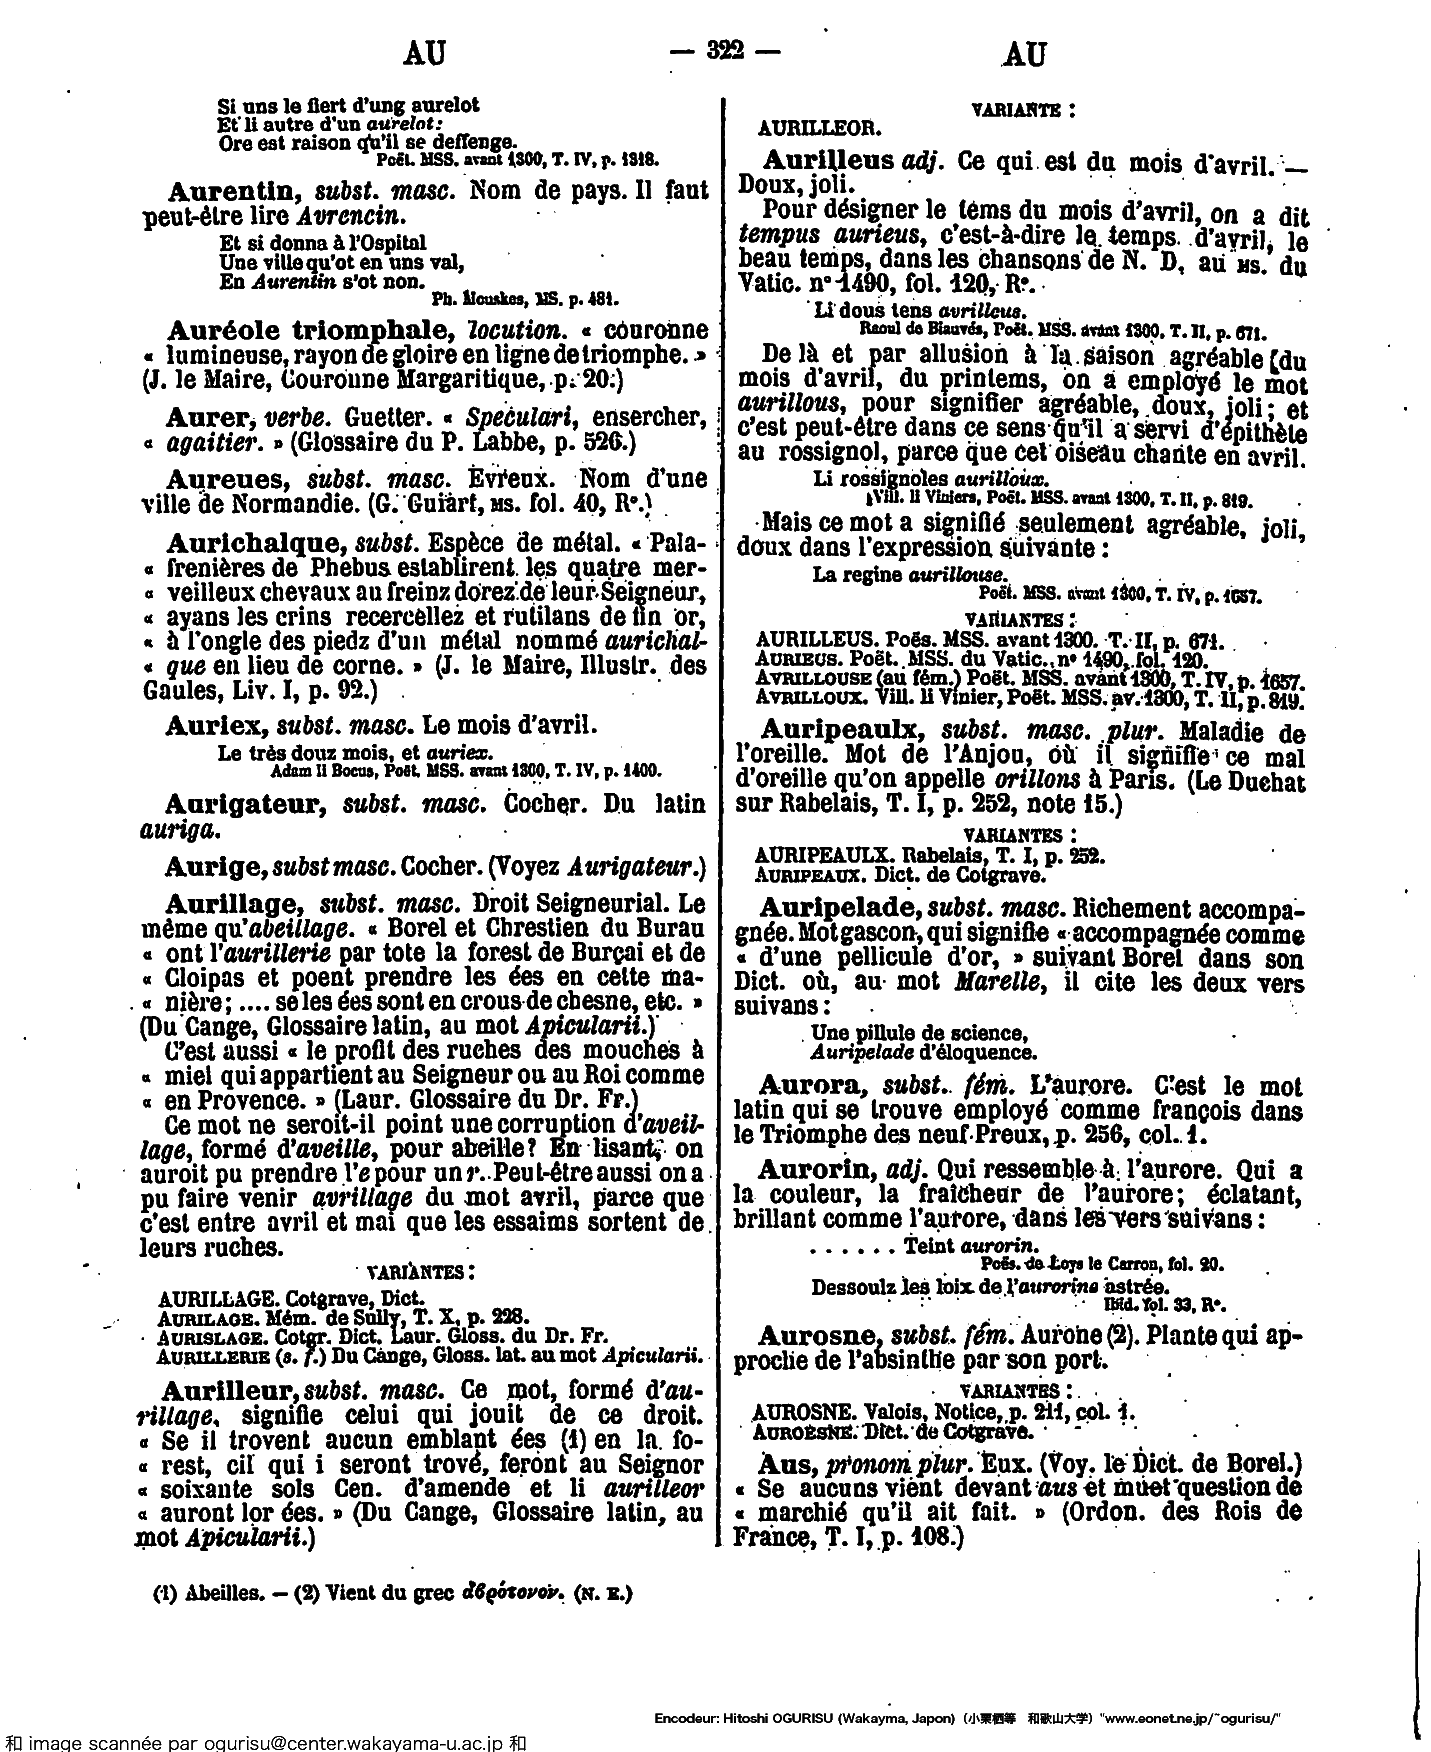 AU — 322 — AU
Si uns le fiert d'ung aurelot
Et li autre d'un aurelot:
Ore est raison qu'il se deffenge.
Poët. MSS. avant 1300, T. IV, p. 1318.
Aurentin, subst. masc. Nom de pays. Il faut
peut-être lire Avrencin.
Et si donna à l'Ospital
Une ville qu'ot en uns val,
En Aurentin s'ot non.
Ph. Mouskes, MS. p. 481.
Auréole triomphale, locution. « couronne
« lumineuse, rayon de gloire en ligne de triomphe. »
(J. le Maire, Couronne Margaritique, p. 20.)
Aurer, verbe. Guetter. « Speculari, ensercher,
« agaitier. » (Glossaire du P. Labbe, p. 526.)
Aureues, subst. masc. Evreux. Nom d'une
ville de Normandie. (G. Guiart, MS. fol. 40, R°.)
Aurichalque, subst. Espèce de métal. « Pala-
« frenières de Phebus establirent les quatre mer-
« veilleux chevaux au freinz dorez de leur Seigneur,
« ayans les crins recercellez et rutilans de fin or,
« à l'ongle des piedz d'un métal nommé aurichal-
« que en lieu de corne. » (J. le Maire, Illustr. des
Gaules, Liv. I, p. 92.)
Auriex, subst. masc. Le mois d'avril.
Le très douz mois, et auriex.
Adam li Bocus, Poët. MSS. avant 1300, T. IV, p. 1400.
Aurigateur, subst. masc. Cocher. Du latin
auriga.
Aurige, subst masc. Cocher. (Voyez Aurigateur.)
Aurillage, subst. masc. Droit Seigneurial. Le
même qu'abeillage. « Borel et Chrestien du Burau
« ont l'aurillerie par tote la forest de Burçai et de
« Cloipas et poent prendre les ées en cette ma-
« nière; .... se les ées sont en crous de chesne, etc. »
(Du Cange, Glossaire latin, au mot Apicularii.)
C'est aussi « le profit des ruches des mouches à
« miel qui appartient au Seigneur ou au Roi comme
« en Provence. » (Laur. Glossaire du Dr. Fr.)
Ce mot ne seroit-il point une corruption d'aveil-
lage, formé d'aveille, pour abeille? En lisant, on
auroit pu prendre l'e pour un r. Peut-être aussi on a
pu faire venir avrillage du mot avril, parce que
c'est entre avril et mai que les essaims sortent de
leurs ruches.
VARIANTES:
AURILLAGE. Cotgrave, Dict.
AURILAGE. Mém. de Sully, T. X, p. 228.
AURISLAGE. Cotgr. Dict. Laur. Gloss. du Dr. Fr.
AURILLERIE (s. f.) Du Cange, Gloss. lat. au mot Apicularii.
Aurilleur, subst. masc. Ce mot, formé d'au-
rillage, signifie celui qui jouit de ce droit.
« Se il trovent aucun emblant ées (1) en la fo-
« rest, cil qui i seront trové, feront au Seignor
« soixante sols Cen. d'amende et li aurilleor
« auront lor ées. » (Du Cange, Glossaire latin, au
mot Apicularii.)
VARIANTE:
AURILLEOR.
Aurilleus adj. Ce qui est du mois d'avril. —
Doux, joli.
Pour désigner le tems du mois d'avril, on a dit
tempus aurieus, c'est-à-dire le temps d'avril, le
beau temps, dans les chansons de N. D. au MS. du
Vatic. n° 1490, fol. 120, R°.
Li dous tens avrilleus.
Raoul de Biauvés, Poët. MSS. avant 1300, T. II, p. 671.
De là et par allusion à la saison agréable [du
mois d'avril, du printems, on a employé le mot
aurillous, pour signifier agréable, doux, joli; et
c'est peut-être dans ce sens qu'il a servi d'épithète
au rossignol, parce que cet oiseau chante en avril.
Li rossignoles aurilloux.
Vill. li Viniers, Poët. MSS. avant 1300, T. II, p. 819.
Mais ce mot a signifié seulement agréable, joli,
doux dans l'expression suivante:
La regine aurillouse.
Poët. MSS. avant 1300, T. IV, p. 1657.
VARIANTES:
AURILLEUS. Poës. MSS. avant 1300. T. II, p. 671.
AURIEUS. Poët. MSS. du Vatic. n° 1490, fol. 120.
AVRILLOUSE (au fém.) Poët. MSS. avant 1300, T. IV, p. 1657.
AVRILLOUX. Vill. li Vinier, Poët. MSS. av. 1300, T. II, p. 819.
Auripeaulx, subst. masc. plur. Maladie de
l'oreille. Mot de l'Anjou, où il signifie ce mal
d'oreille qu'on appelle orillons à Paris. (Le Duchat
sur Rabelais, T. I, p. 252, note 15.)
VARIANTES:
AURIPEAULX. Rabelais, T. I, p. 252.
AURIPEAUX. Dict. de Cotgrave.
Auripelade, subst. masc. Richement accompa-
gnée. Mot gascon, qui signifie « accompagnée comme
« d'une pellicule d'or, » suivant Borel dans son
Dict. où, au mot Marelle, il cite les deux vers
suivans:
Une pillule de science,
Auripelade d'éloquence.
Aurora, subst. fém. L'aurore. C'est le mot
latin qui se trouve employé comme françois dans
le Triomphe des neuf Preux, p. 256, col. 1.
Aurorin, adj. Qui ressemble à l'aurore. Qui a
la couleur, la fraîcheur de l'aurore; éclatant,
brillant comme l'aurore, dans les vers suivans:
. . . . . . Teint aurorin.
Poës. de Loys le Carron, fol. 20.
Dessoulz les loix de l'aurorine astrée.
Ibid. fol. 33, R°.
Aurosne, subst. fém. Aurone (2). Plante qui ap-
proche de l'absinthe par son port.
VARIANTES:
AUROSNE. Valois, Notice, p. 211, col. 1.
AUROESNE. Dict. de Cotgrave.
Aus, pronom plur. Eux. (Voy. le Dict. de Borel.)
« Se aucuns vient devant aus et muet question de
« marchié qu'il ait fait. » (Ordon. des Rois de
France, T. I, p. 108.)
(1) Abeilles. — (2) Vient du grec ἀβρότονον. (N. E.)
Encodeur: Hitoshi OGURISU (Wakayma, Japon) (小栗栖等 和歌山大学) "www.eonet.ne.jp/~ogurisu/"
和 image scannée par ogurisu@center.wakayama-u.ac.jp 和